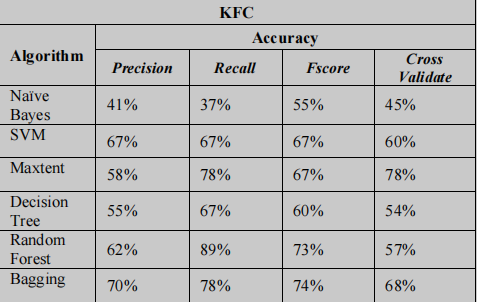 KFC
Algorithm Accuracy
Precision Recall Fscore Cross Validate
Naïve Bayes 41% 37% 55% 45%
SVM 67% 67% 67% 60%
Maxtent 58% 78% 67% 78%
Decision Tree 55% 67% 60% 54%
Random Forest 62% 89% 73% 57%
Bagging 70% 78% 74% 68%